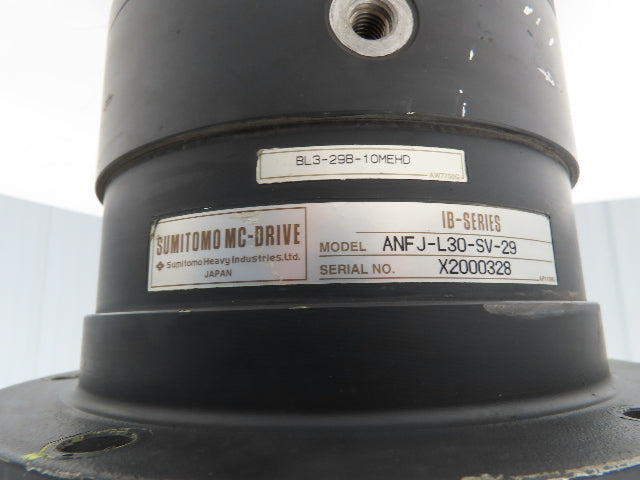 BL3-29B-10MEHD
SUMITOMO MC-DRIVE
Sumitomo Heavy Industries, Ltd.
JAPAN
IB-SERIES
MODEL ANFJ-L30-SV-29
SERIAL NO. X2000328